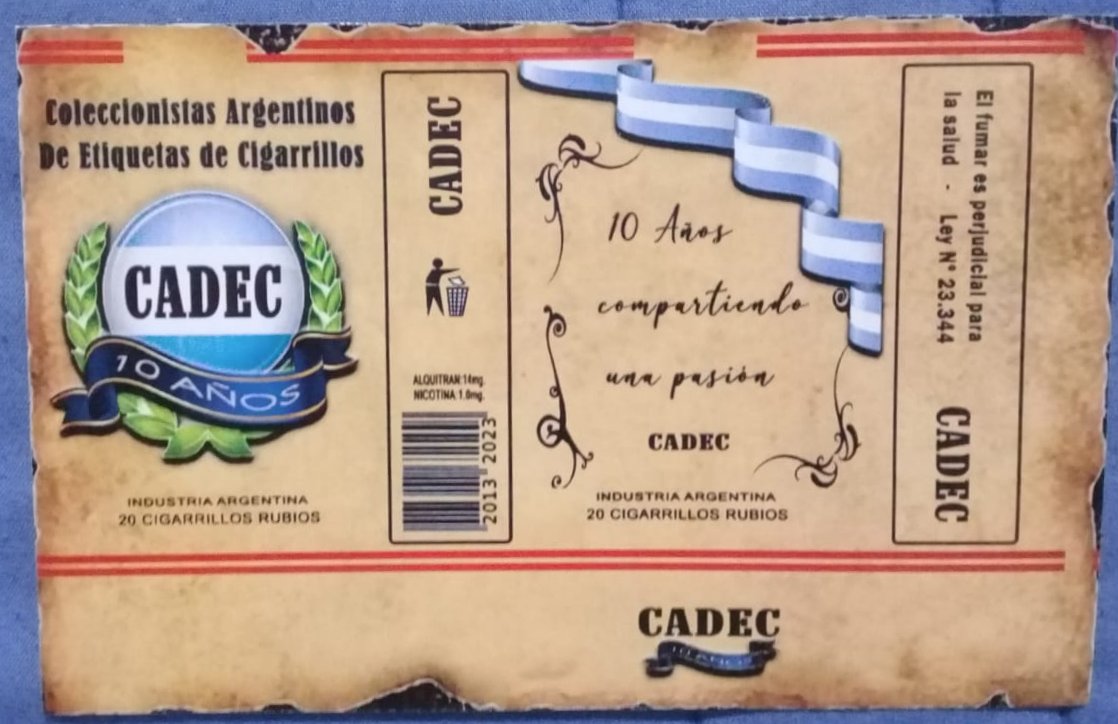 Coleccionistas Argentinos
De Etiquetas de Cigarrillos
CADEC
10 AÑOS
INDUSTRIA ARGENTINA
20 CIGARRILLOS RUBIOS
CADEC
ALQUITRAN:14mg.
NICOTINA 1.0mg.
2013 2023
10 Años
compartiendo
una pasión
CADEC
INDUSTRIA ARGENTINA
20 CIGARRILLOS RUBIOS
El fumar es perjudicial para
la salud - Ley N° 23.344
CADEC
CADEC
10 AÑOS